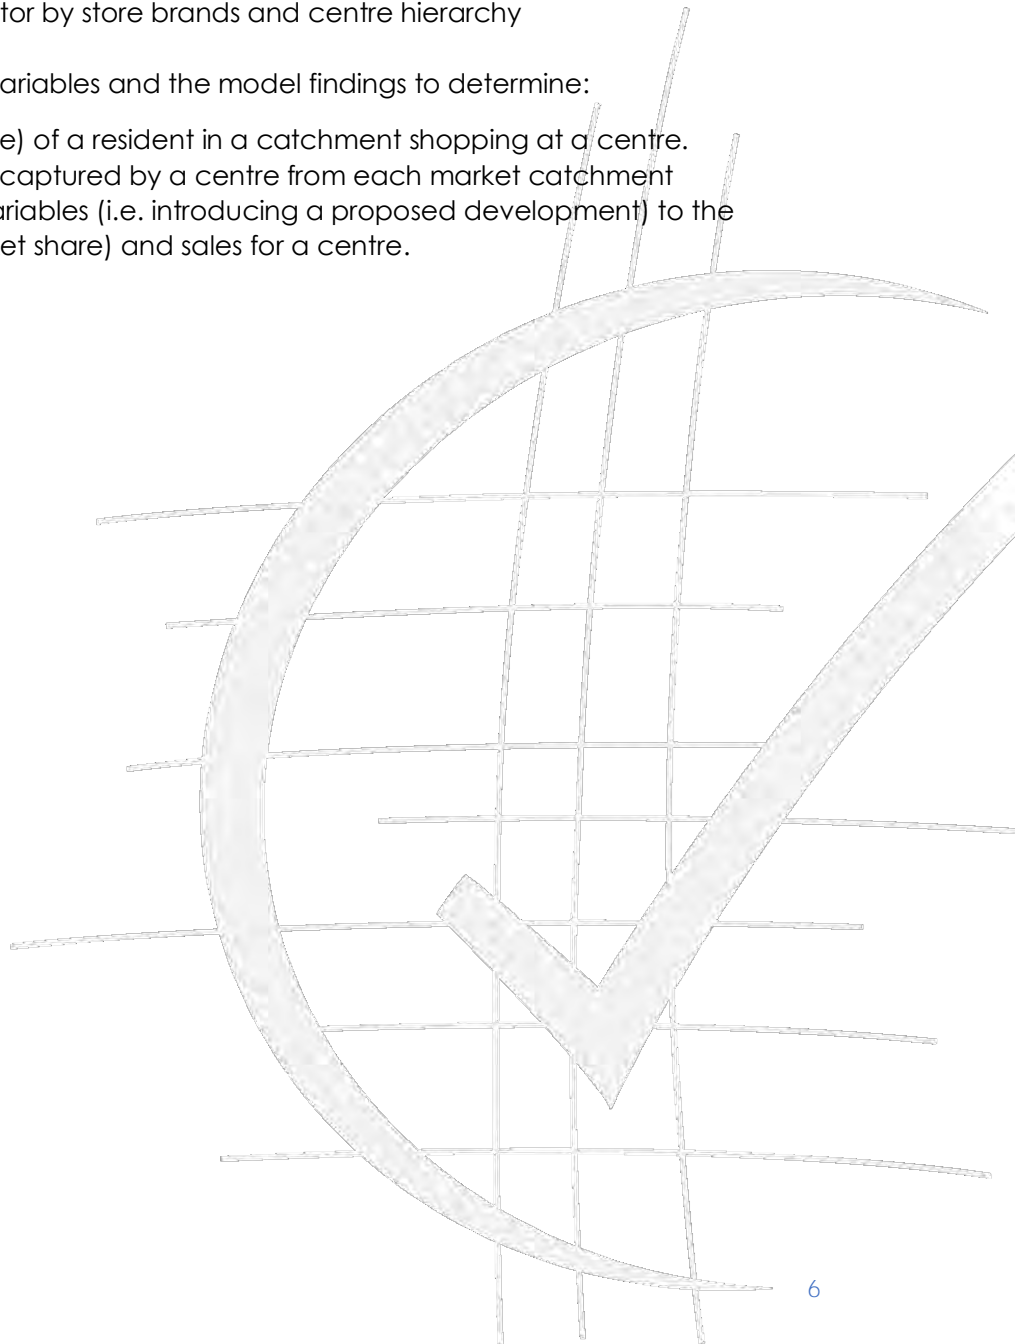 tor by store brands and centre hierarchy
ariables and the model findings to determine:
e) of a resident in a catchment shopping at a centre.
captured by a centre from each market catchment
ariables (i.e. introducing a proposed development) to the
et share) and sales for a centre.
6